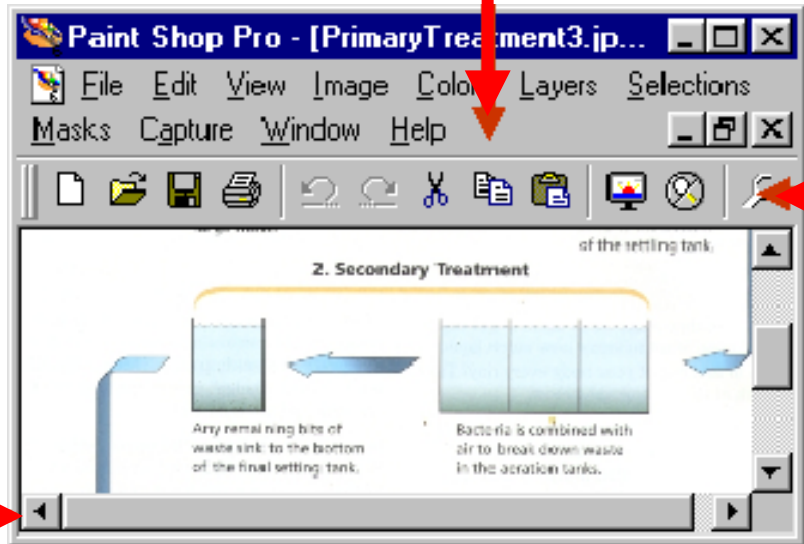 Paint Shop Pro - [PrimaryTreatment3.jp...
File Edit View Image Colors Layers Selections
Masks Capture Window Help
of the settling tank.
2. Secondary Treatment
Any remaining bits of
waste sink to the bottom
of the final setting tank.
Bacteria is combined with
air to break down waste
in the aeration tanks.